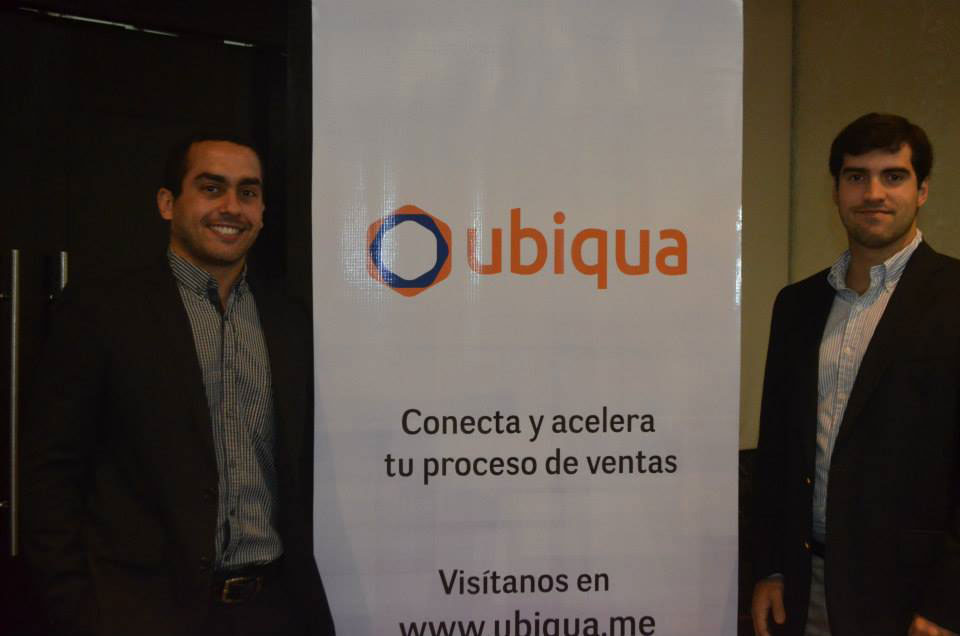 ubiqua
Conecta y acelera
tu proceso de ventas
Visítanos en
www.ubiqua.me